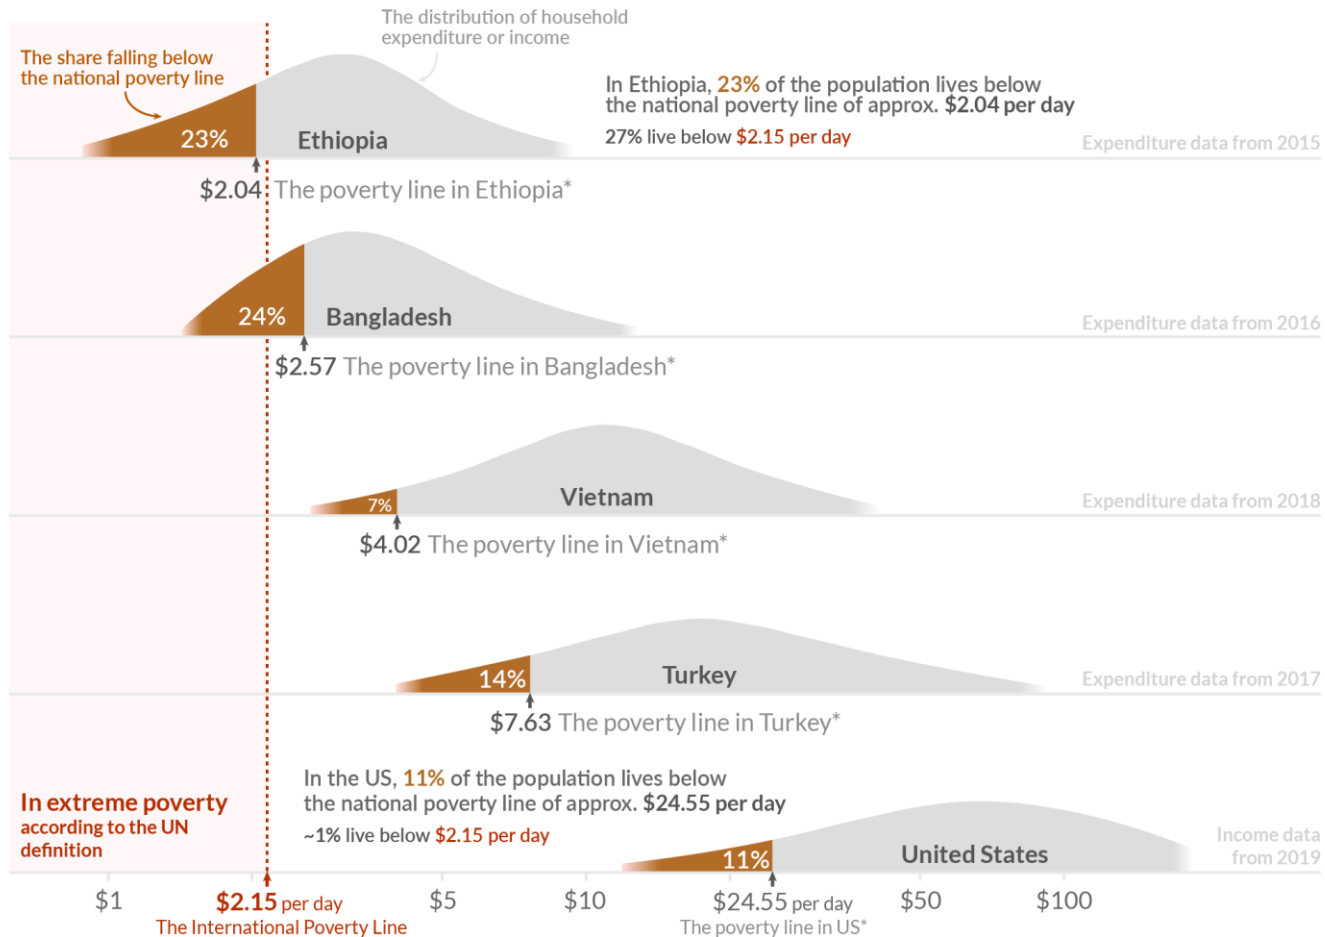 The distribution of household
expenditure or income
The share falling below
the national poverty line
In Ethiopia, 23% of the population lives below
the national poverty line of approx. $2.04 per day
27% live below $2.15 per day
23%
Ethiopia
Expenditure data from 2015
$2.04 The poverty line in Ethiopia*
24%
Bangladesh
Expenditure data from 2016
$2.57 The poverty line in Bangladesh*
7%
Vietnam
Expenditure data from 2018
$4.02 The poverty line in Vietnam*
14%
Turkey
Expenditure data from 2017
$7.63 The poverty line in Turkey*
In the US, 11% of the population lives below
the national poverty line of approx. $24.55 per day
~1% live below $2.15 per day
In extreme poverty
according to the UN
definition
11%
United States
Income data
from 2019
$1
$2.15 per day
The International Poverty Line
$5
$10
$24.55 per day
The poverty line in US*
$50
$100